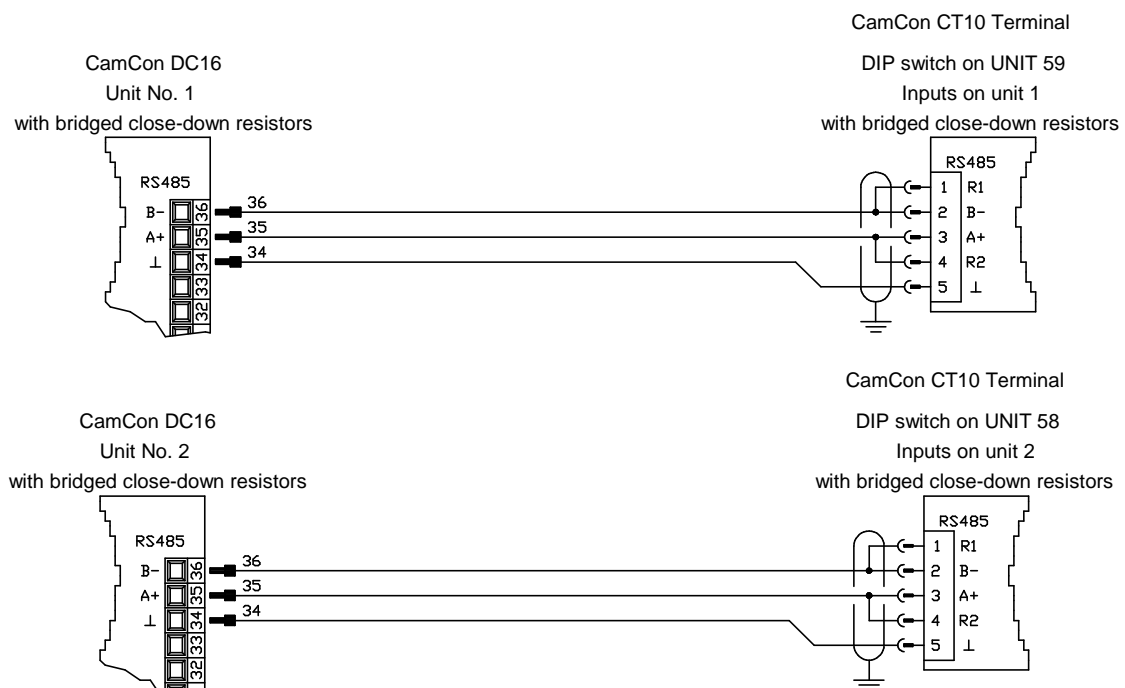 CamCon CT10 Terminal
CamCon DC16
DIP switch on UNIT 59
Unit No. 1
Inputs on unit 1
with bridged close-down resistors
with bridged close-down resistors
RS485
RS485
36
1 R1
B- 36
2 B-
35
A+ 35
3 A+
34
⊥ 34
4 R2
33
5 ⊥
32
CamCon CT10 Terminal
CamCon DC16
DIP switch on UNIT 58
Unit No. 2
Inputs on unit 2
with bridged close-down resistors
with bridged close-down resistors
RS485
RS485
36
1 R1
B- 36
2 B-
35
A+ 35
3 A+
34
⊥ 34
4 R2
33
5 ⊥
32